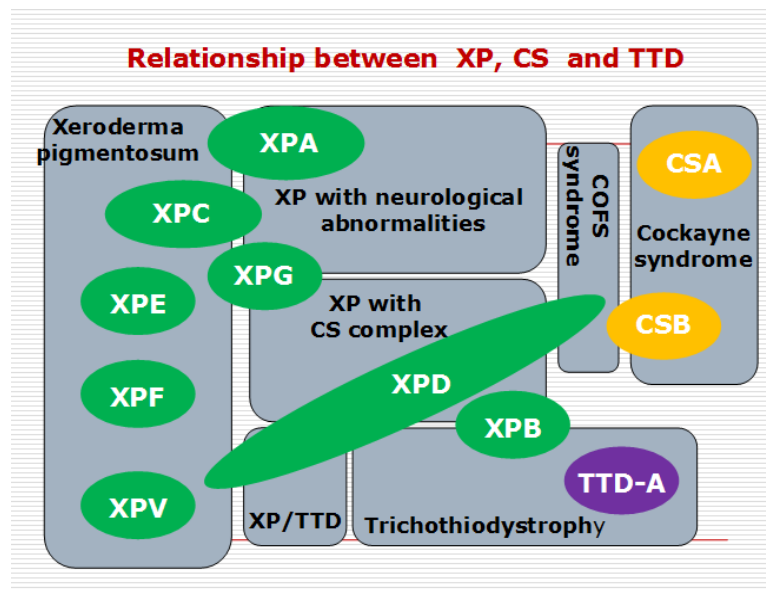 Relationship between XP, CS and TTD
Xeroderma
pigmentosum
XPA
XPC
XPG
XPE
XPF
XPV
XP with neurological
abnormalities
XP with
CS complex
XPD
XPB
XP/TTD
Trichothiodystrophy
TTD-A
COFS
syndrome
CSA
Cockayne
syndrome
CSB